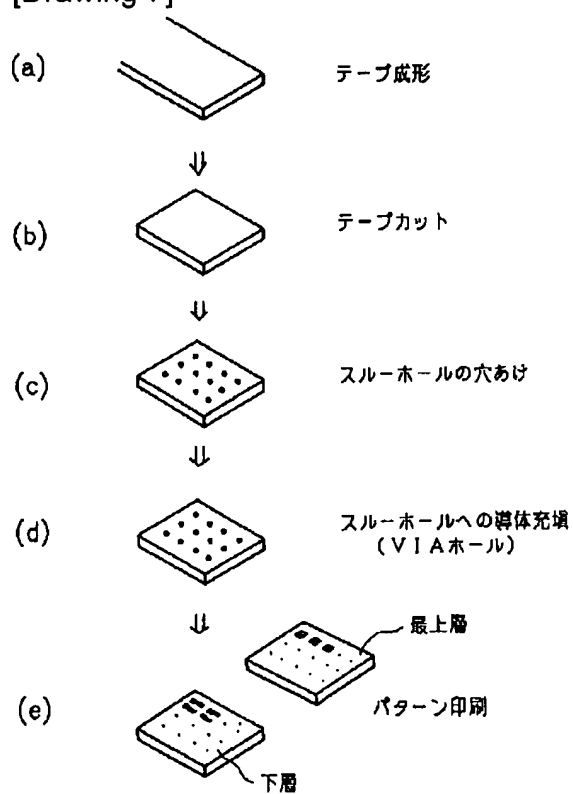 (a) テープ成形
(b) テープカット
(c) スルーホールの穴あけ
(d) スルーホールへの導体充填
(VIAホール)
最上層
(e) パターン印刷
下層